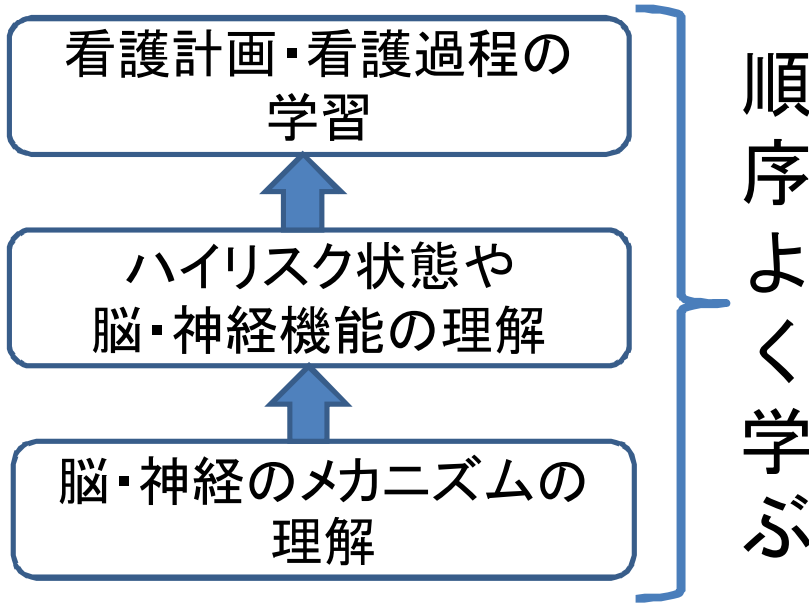 看護計画・看護過程の
学習
ハイリスク状態や
脳・神経機能の理解
脳・神経のメカニズムの
理解
順序よく学ぶ